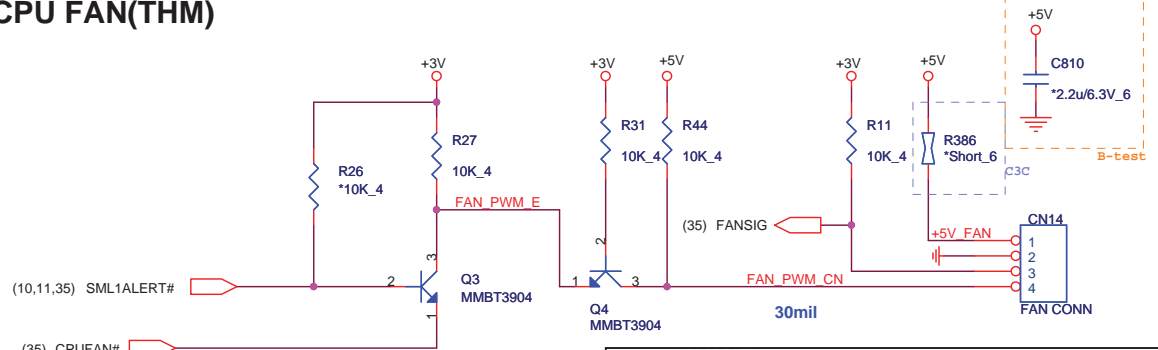 CPU FAN(THM)
+5V
C810
*2.2u/6.3V_6
B-test
+3V
+3V
+5V
+3V
+5V
R26
*10K_4
R27
10K_4
R31
10K_4
R44
10K_4
R11
10K_4
R386
*Short_6
C3C
FAN_PWM_E
(35) FANSIG
CN14
+5V_FAN
1
2
3
4
FAN CONN
(10,11,35) SML1ALERT#
2
3
1
Q3
MMBT3904
2
1
3
Q4
MMBT3904
FAN_PWM_CN
30mil
(35) CPUFAN#